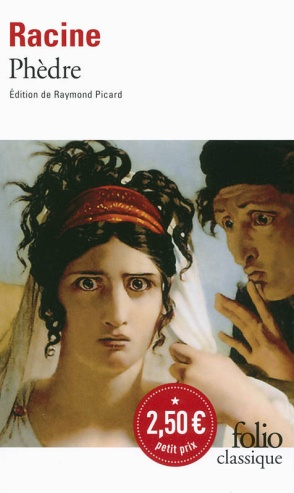 Racine
Phèdre
Édition de Raymond Picard
2,50 €
petit prix
folio
classique